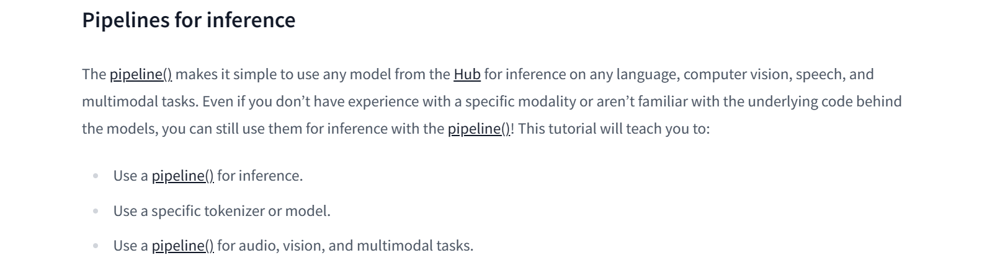 Pipelines for inference
The pipeline() makes it simple to use any model from the Hub for inference on any language, computer vision, speech, and
multimodal tasks. Even if you don’t have experience with a specific modality or aren’t familiar with the underlying code behind
the models, you can still use them for inference with the pipeline()! This tutorial will teach you to:
Use a pipeline() for inference.
Use a specific tokenizer or model.
Use a pipeline() for audio, vision, and multimodal tasks.